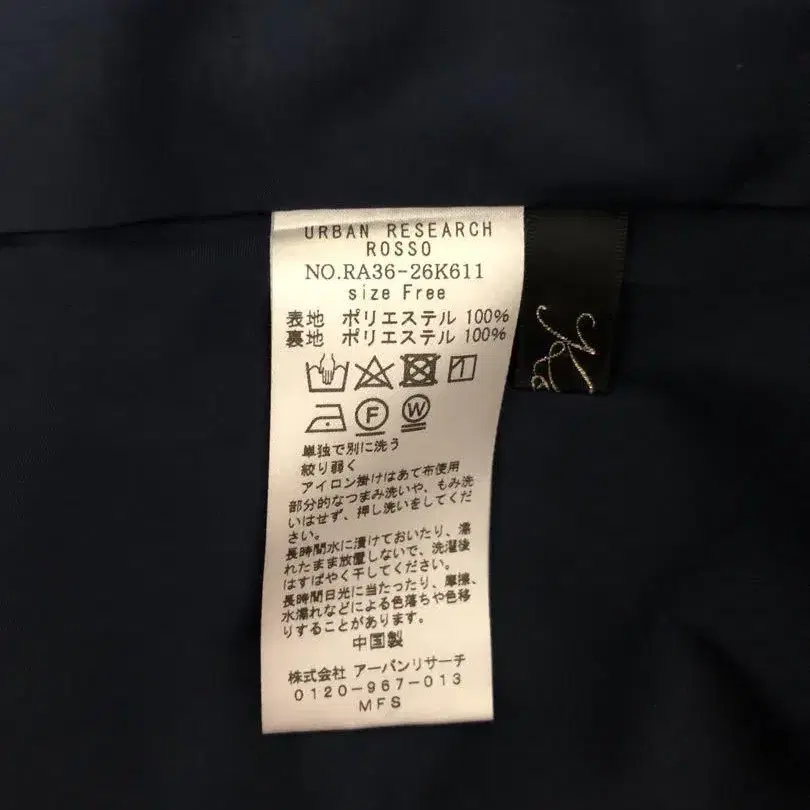 URBAN RESEARCH
ROSSO
NO.RA36-26K611
size Free
表地 ポリエステル 100%
裏地 ポリエステル 100%
F W
単独で別に洗う
絞り弱く
アイロン掛けはあて布使用
部分的なつまみ洗いや、もみ洗
いはせず、押し洗いをしてくだ
さい。
長時間水に漬けておいたり、濡
れたまま放置しないで、洗濯後
はすばやく干してください。
長時間日光に当たったり、摩擦、
水濡れなどによる色落ちや色移
りすることがあります。
中国製
株式会社 アーバンリサーチ
0120-967-013
MFS